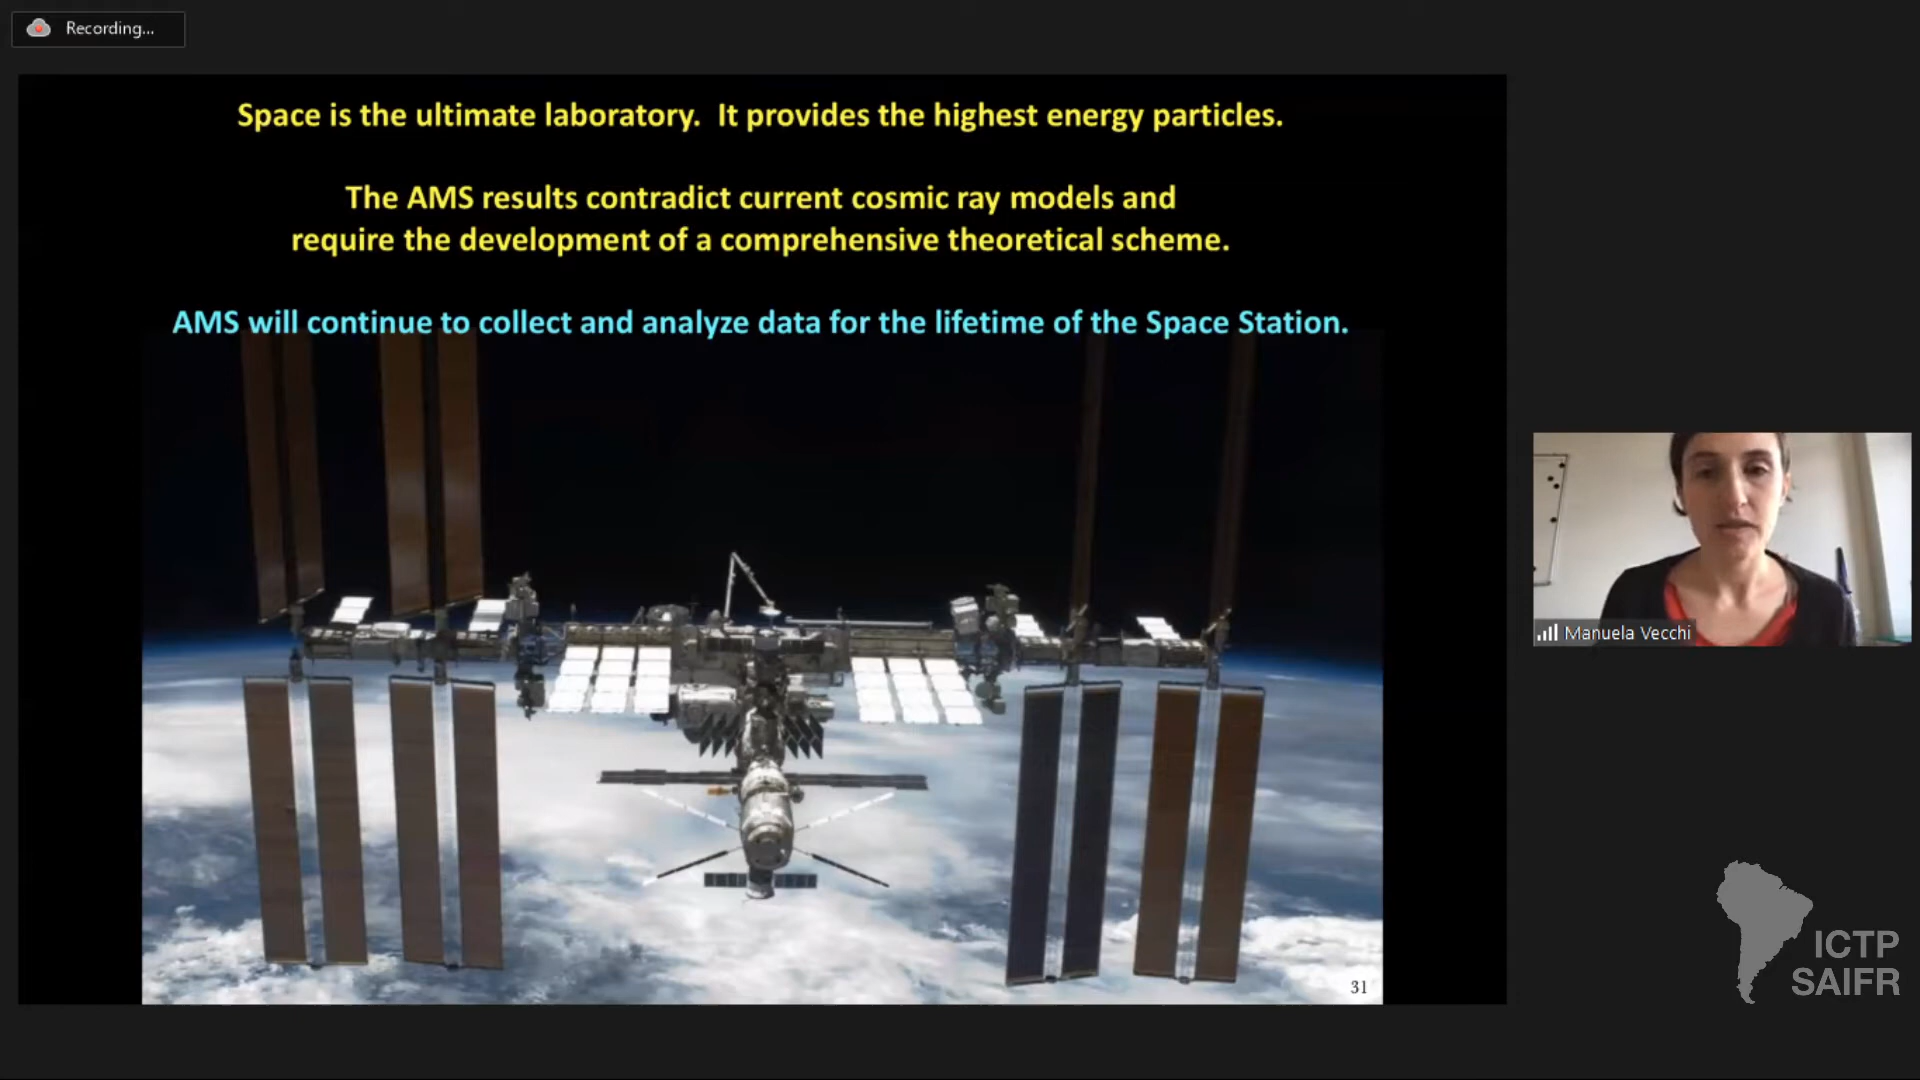 Recording...
Space is the ultimate laboratory. It provides the highest energy particles.
The AMS results contradict current cosmic ray models and
require the development of a comprehensive theoretical scheme.
AMS will continue to collect and analyze data for the lifetime of the Space Station.
31
Manuela Vecchi
ICTP
SAIFR